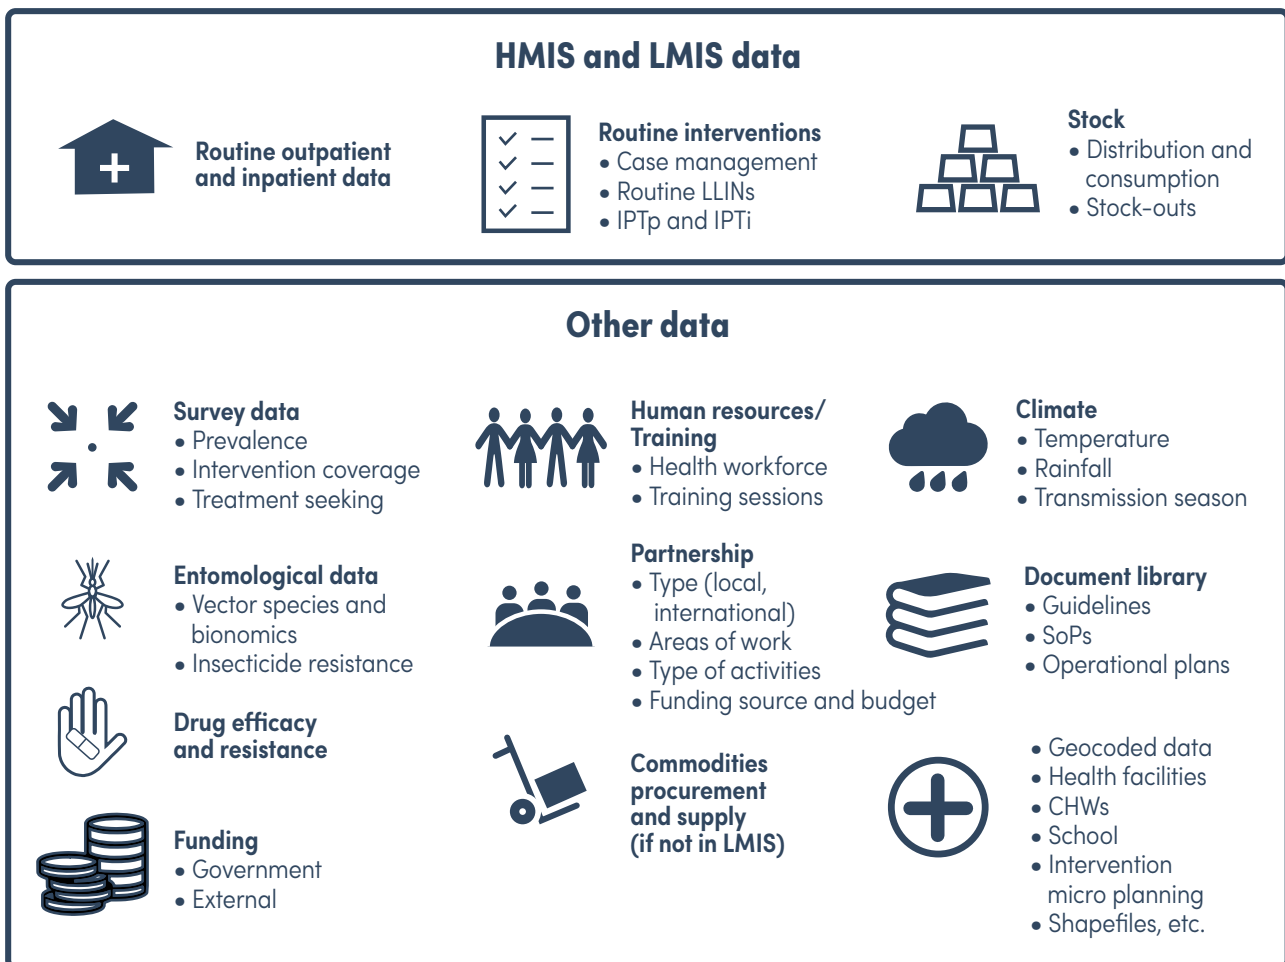 HMIS and LMIS data
Routine outpatient
and inpatient data
Routine interventions
• Case management
• Routine LLINs
• IPTp and IPTi
Stock
• Distribution and
consumption
• Stock-outs
Other data
Survey data
• Prevalence
• Intervention coverage
• Treatment seeking
Entomological data
• Vector species and
bionomics
• Insecticide resistance
Drug efficacy
and resistance
Funding
• Government
• External
Human resources/
Training
• Health workforce
• Training sessions
Partnership
• Type (local,
international)
• Areas of work
• Type of activities
• Funding source and budget
Commodities
procurement
and supply
(if not in LMIS)
Climate
• Temperature
• Rainfall
• Transmission season
Document library
• Guidelines
• SoPs
• Operational plans
• Geocoded data
• Health facilities
• CHWs
• School
• Intervention
micro planning
• Shapefiles, etc.